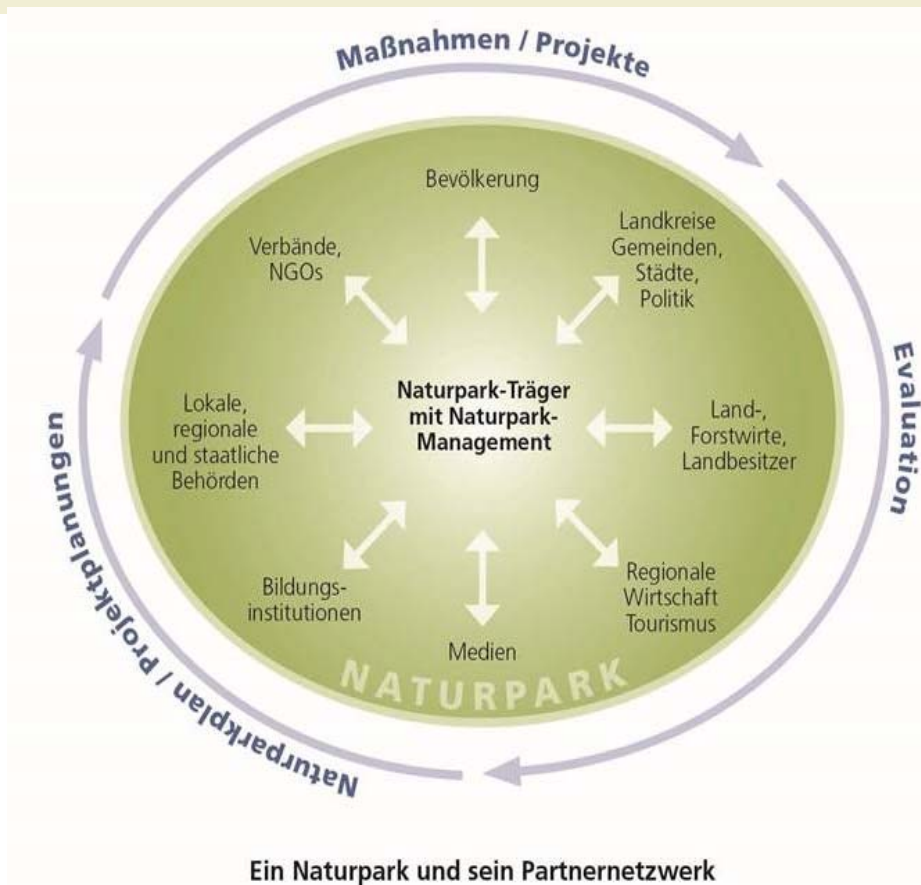 Maßnahmen / Projekte
Bevölkerung
Landkreise
Gemeinden,
Städte,
Politik
Verbände,
NGOs
Evaluation
Naturpark-Träger
mit Naturpark-
Management
Lokale,
regionale
und staatliche
Behörden
Land-,
Forstwirte,
Landbesitzer
Bildungs-
institutionen
Regionale
Wirtschaft
Tourismus
Medien
NATURPARK
Naturparkplan / Projektplanungen
Ein Naturpark und sein Partnernetzwerk